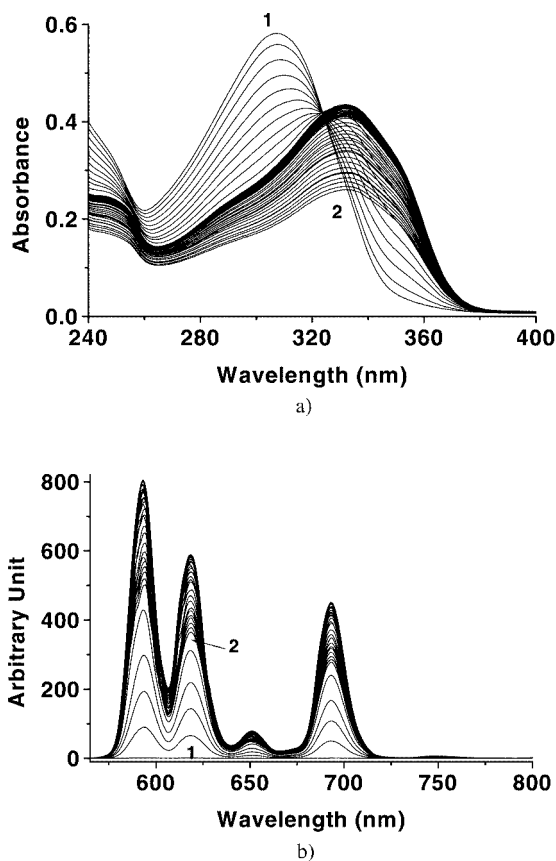 1
0.6
0.4
Absorbance
0.2
2
0.0
240 280 320 360 400
Wavelength (nm)
a)
800
600
Arbitrary Unit
400
2
200
1
0
600 650 700 750 800
Wavelength (nm)
b)